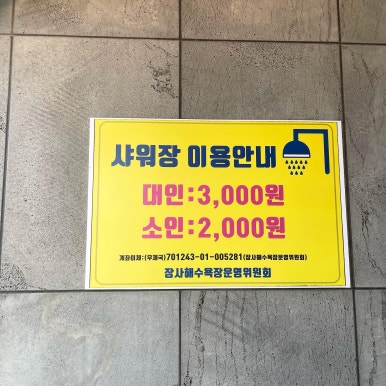 샤워장 이용안내
대인:3,000원
소인:2,000원
계좌이체:(우체국)701243-01-005281(장사해수욕장운영위원회)
장사해수욕장운영위원회